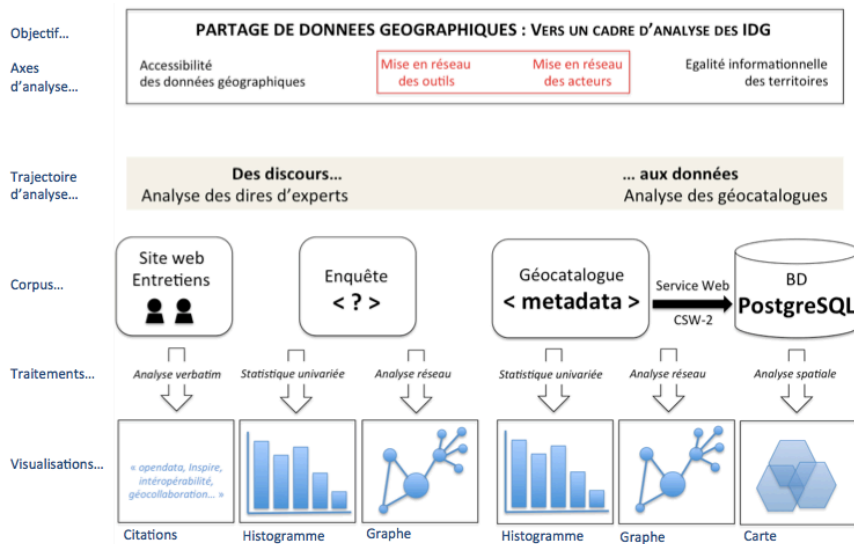 Objectif...
PARTAGE DE DONNEES GEOGRAPHIQUES : VERS UN CADRE D'ANALYSE DES IDG
Axes
d'analyse...
Accessibilité
des données géographiques
Mise en réseau
des outils
Mise en réseau
des acteurs
Egalité informationnelle
des territoires
Trajectoire
d'analyse...
Des discours...
Analyse des dires d'experts
... aux données
Analyse des géocatalogues
Corpus...
Site web
Entretiens
Enquête
< ? >
Géocatalogue
< metadata >
Service Web
CSW-2
BD
PostgreSQL
Traitements...
Analyse verbatim
Statistique univariée
Analyse réseau
Statistique univariée
Analyse réseau
Analyse spatiale
Visualisations...
« opendata, Inspire,
intéropérabilité,
géocollaboration... »
Citations
Histogramme
Graphe
Histogramme
Graphe
Carte